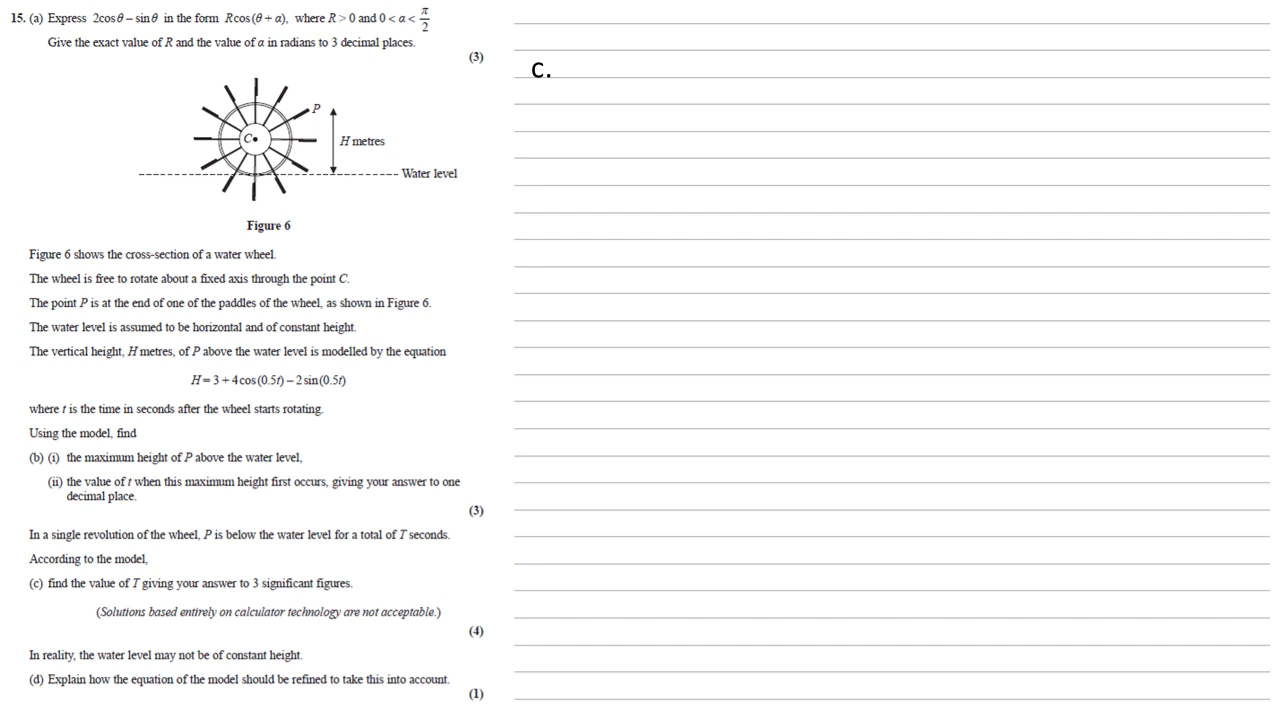 15. (a) Express 2cosθ – sinθ in the form Rcos(θ + α), where R > 0 and 0 < α < π/2
Give the exact value of R and the value of α in radians to 3 decimal places.
(3)
C.
P
C
H metres
Water level
Figure 6
Figure 6 shows the cross-section of a water wheel.
The wheel is free to rotate about a fixed axis through the point C.
The point P is at the end of one of the paddles of the wheel, as shown in Figure 6.
The water level is assumed to be horizontal and of constant height.
The vertical height, H metres, of P above the water level is modelled by the equation
H = 3 + 4cos(0.5t) – 2sin(0.5t)
where t is the time in seconds after the wheel starts rotating.
Using the model, find
(b) (i) the maximum height of P above the water level,
(ii) the value of t when this maximum height first occurs, giving your answer to one
decimal place.
(3)
In a single revolution of the wheel, P is below the water level for a total of T seconds.
According to the model,
(c) find the value of T giving your answer to 3 significant figures.
(Solutions based entirely on calculator technology are not acceptable.)
(4)
In reality, the water level may not be of constant height.
(d) Explain how the equation of the model should be refined to take this into account.
(1)